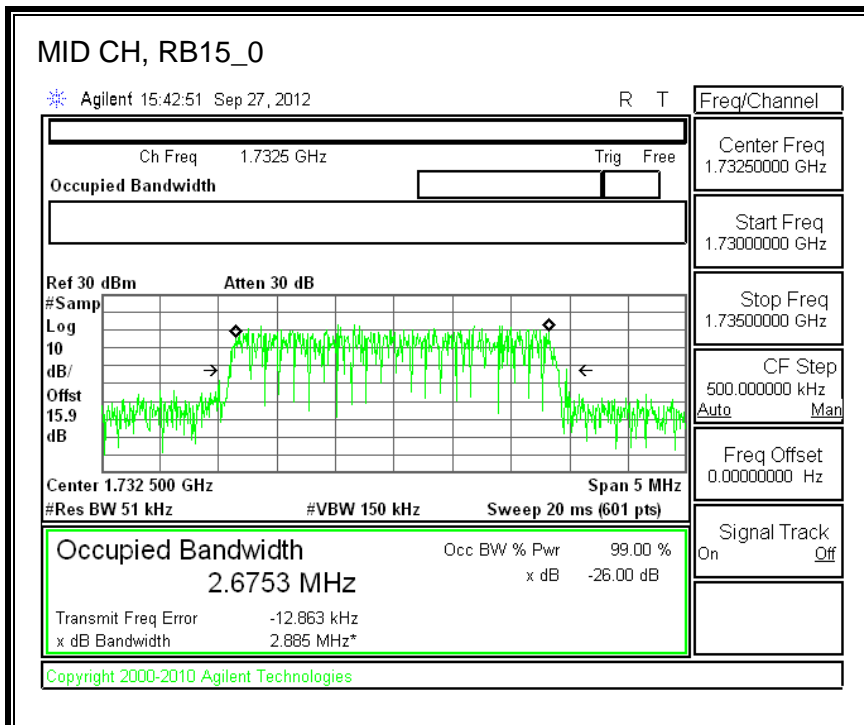 MID CH, RB15_0
Agilent 15:42:51 Sep 27, 2012 R T
Freq/Channel
Ch Freq 1.7325 GHz Trig Free
Occupied Bandwidth
Center Freq
1.73250000 GHz
Start Freq
1.73000000 GHz
Stop Freq
1.73500000 GHz
CF Step
500.000000 kHz
Auto Man
Freq Offset
0.00000000 Hz
Signal Track
On Off
Ref 30 dBm Atten 30 dB
#Samp
Log
10
dB/
Offst
15.9
dB
Center 1.732 500 GHz Span 5 MHz
#Res BW 51 kHz #VBW 150 kHz Sweep 20 ms (601 pts)
Occupied Bandwidth Occ BW % Pwr 99.00 %
2.6753 MHz x dB -26.00 dB
Transmit Freq Error -12.863 kHz
x dB Bandwidth 2.885 MHz*
Copyright 2000-2010 Agilent Technologies